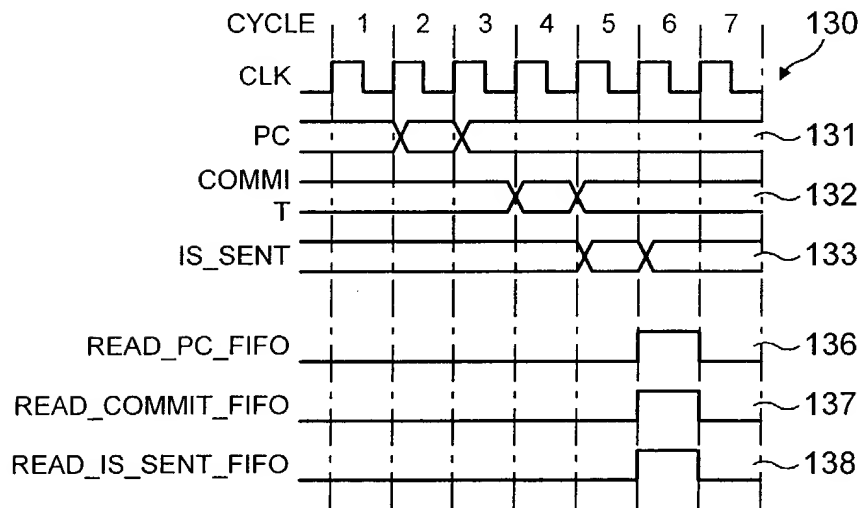 CYCLE 1 2 3 4 5 6 7 130
CLK
PC 131
COMMI
T 132
IS_SENT 133
READ_PC_FIFO 136
READ_COMMIT_FIFO 137
READ_IS_SENT_FIFO 138